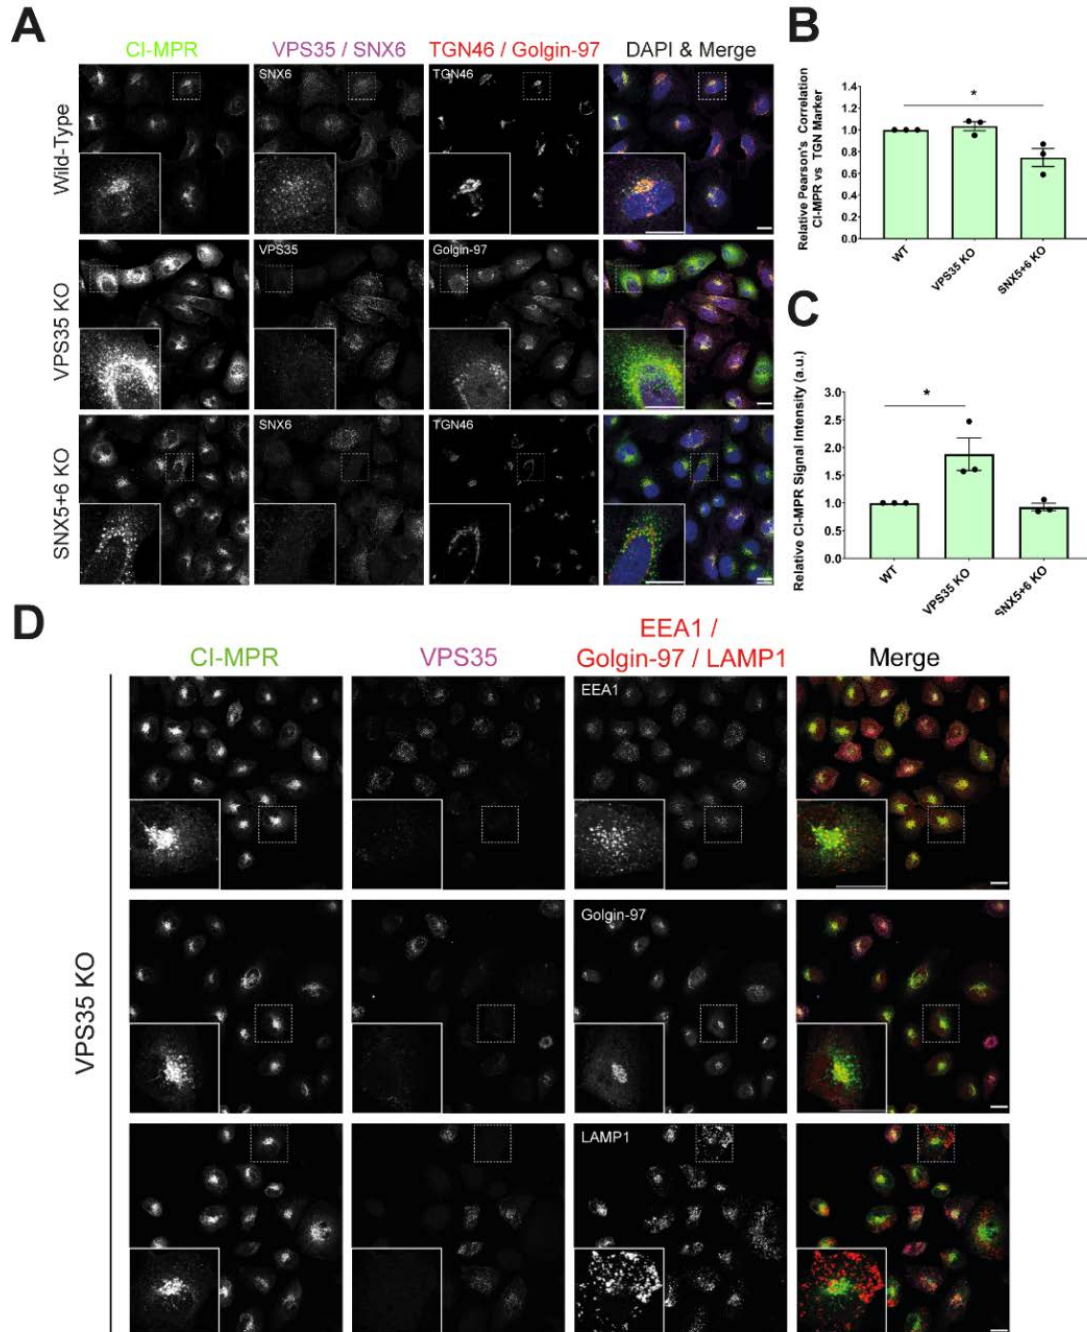 A
CI-MPR VPS35 / SNX6 TGN46 / Golgin-97 DAPI & Merge
Wild-Type
SNX6
TGN46
VPS35 KO
VPS35
Golgin-97
SNX5+6 KO
SNX6
TGN46
B
Relative Pearson's Correlation
CI-MPR vs TGN Marker
1.4
1.2
1.0
0.8
0.6
0.4
0.2
0.0
*
WT
VPS35 KO
SNX5+6 KO
C
Relative CI-MPR Signal Intensity (a.u.)
3.0
2.5
2.0
1.5
1.0
0.5
0.0
*
WT
VPS35 KO
SNX5+6 KO
D
CI-MPR VPS35 EEA1 /
Golgin-97 / LAMP1 Merge
VPS35 KO
EEA1
Golgin-97
LAMP1